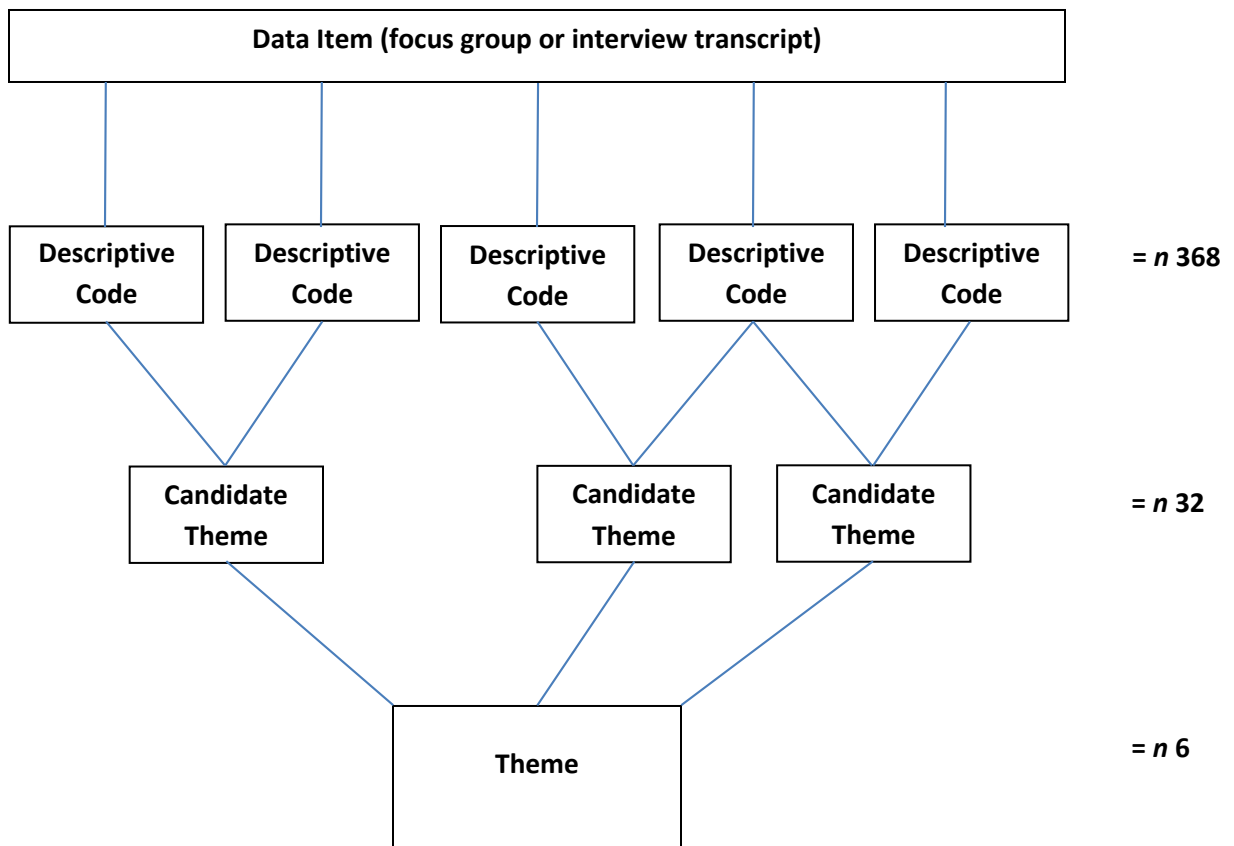 Data Item (focus group or interview transcript)
Descriptive
Code
Descriptive
Code
Descriptive
Code
Descriptive
Code
Descriptive
Code
= n 368
Candidate
Theme
Candidate
Theme
Candidate
Theme
= n 32
Theme
= n 6